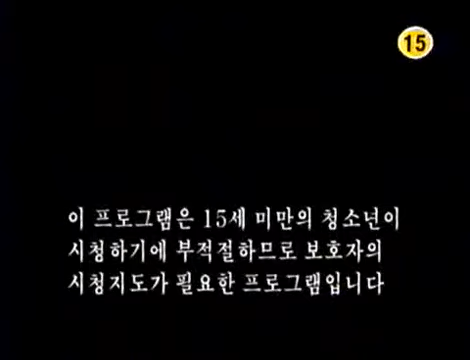 15
이 프로그램은 15세 미만의 청소년이
시청하기에 부적절하므로 보호자의
시청지도가 필요한 프로그램입니다